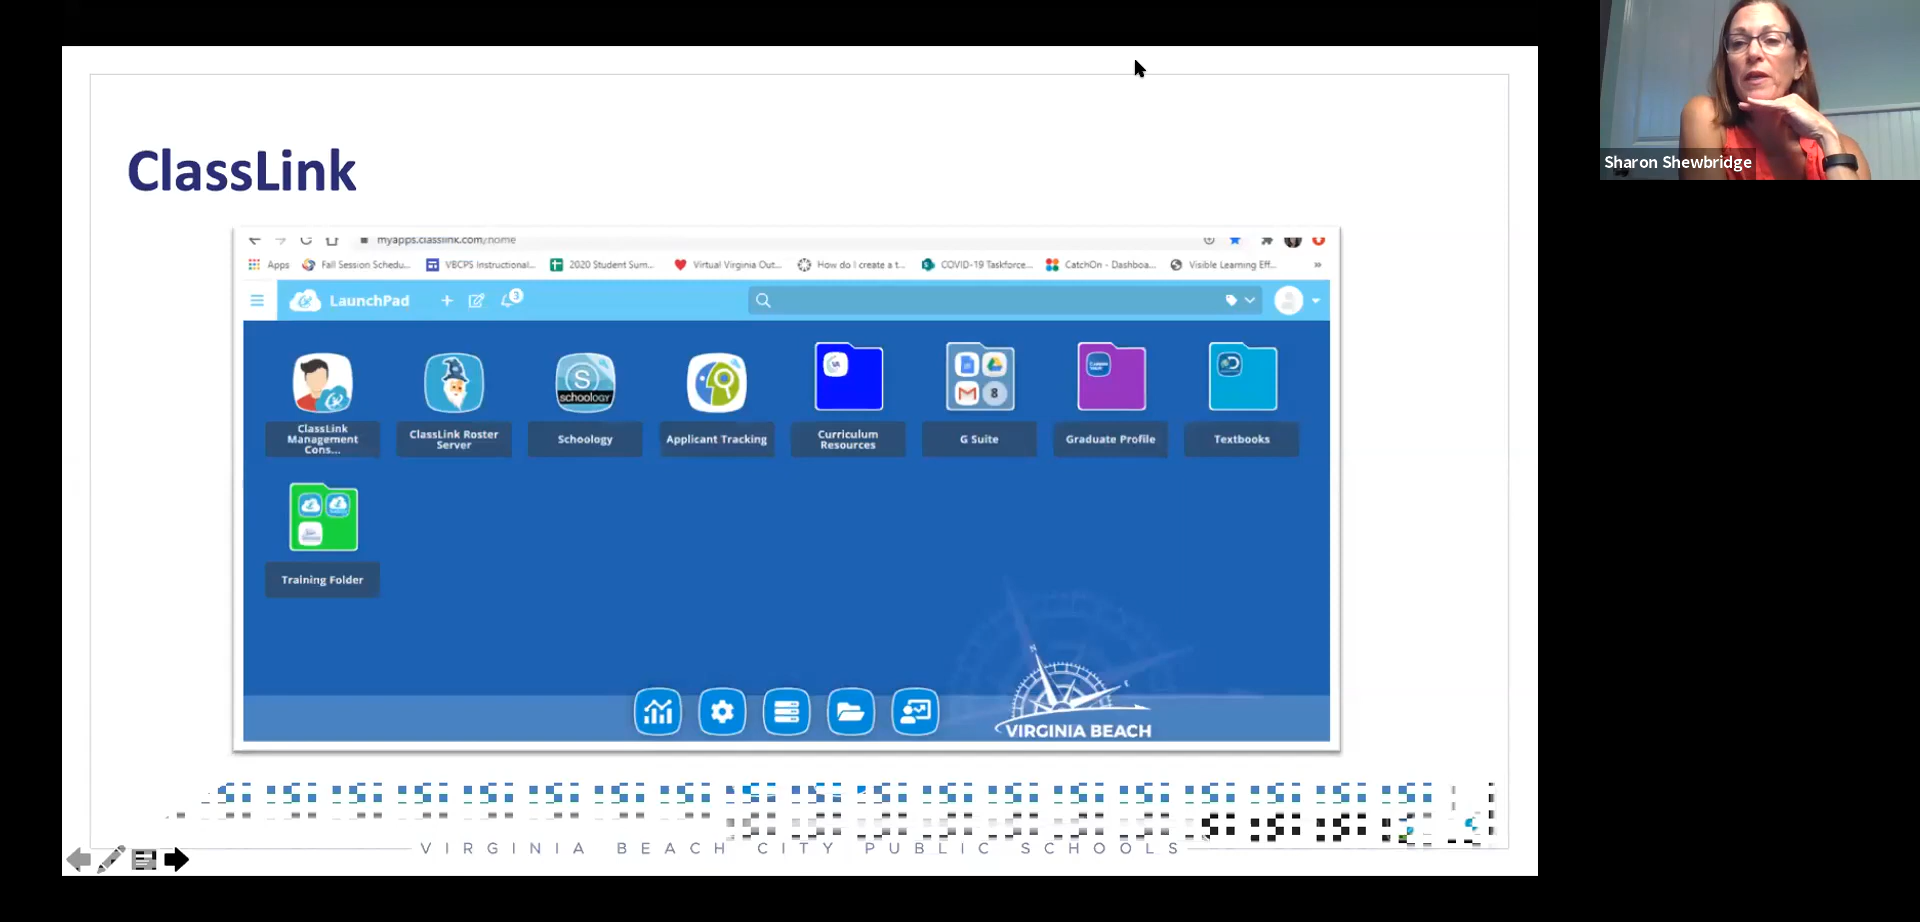 Sharon Shewbridge
ClassLink
myapps.classlink.com/home
Apps Fall Session Schedu... VBCPS Instructional... 2020 Student Sum... Virtual Virginia Out... How do I create a t... COVID-19 Taskforce... CatchOn - Dashboa... Visible Learning Eff... »
LaunchPad 3
ClassLink Management Cons...
ClassLink Roster Server
S schoology
Schoology
Applicant Tracking
Curriculum Resources
G Suite
Graduate Profile
Textbooks
Training Folder
N
E
VIRGINIA BEACH
VIRGINIA BEACH CITY PUBLIC SCHOOLS